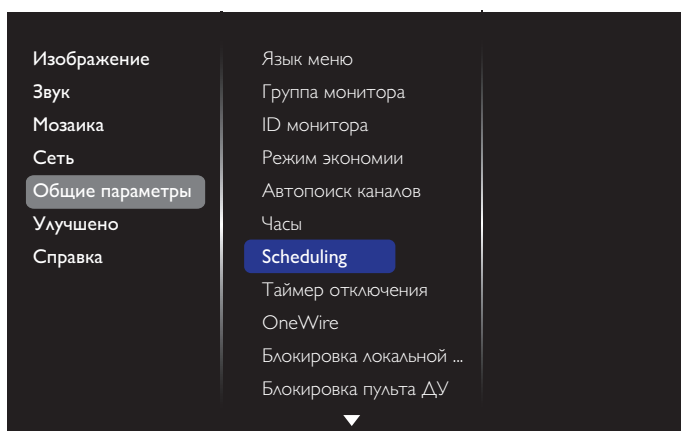 Изображение
Звук
Мозаика
Сеть
Общие параметры
Улучшено
Справка
Язык меню
Группа монитора
ID монитора
Режим экономии
Автопоиск каналов
Часы
Scheduling
Таймер отключения
OneWire
Блокировка локальной ...
Блокировка пульта ДУ